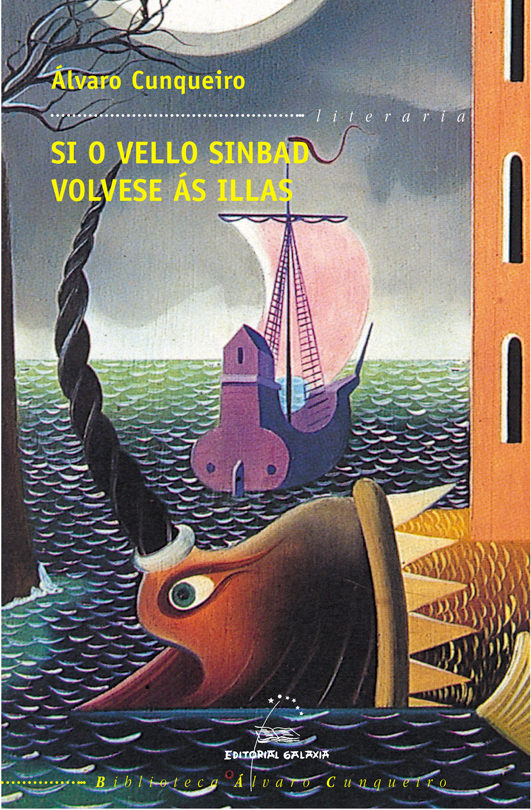 Álvaro Cunqueiro
literaria
SI O VELLO SINBAD
VOLVESE ÁS ILLAS
EDITORIAL GALAXIA
Biblioteca Álvaro Cunqueiro